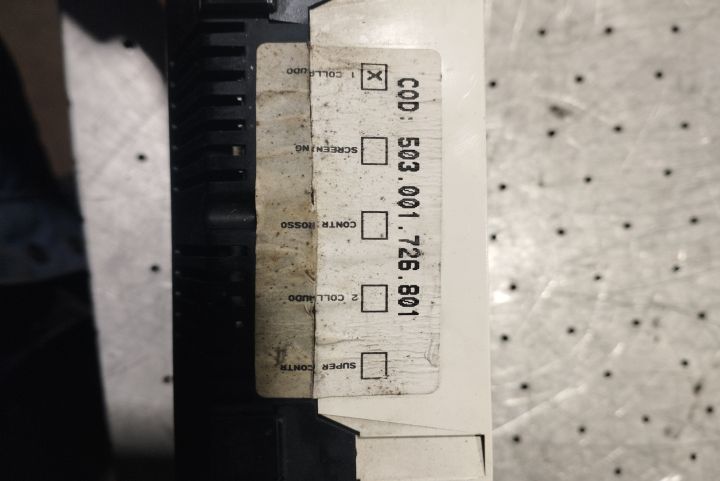 COD: 503.001.726.801
1 COLLAUDO
SCREENING
CONTR ROSSO
2 COLLAUDO
SUPER CONTR